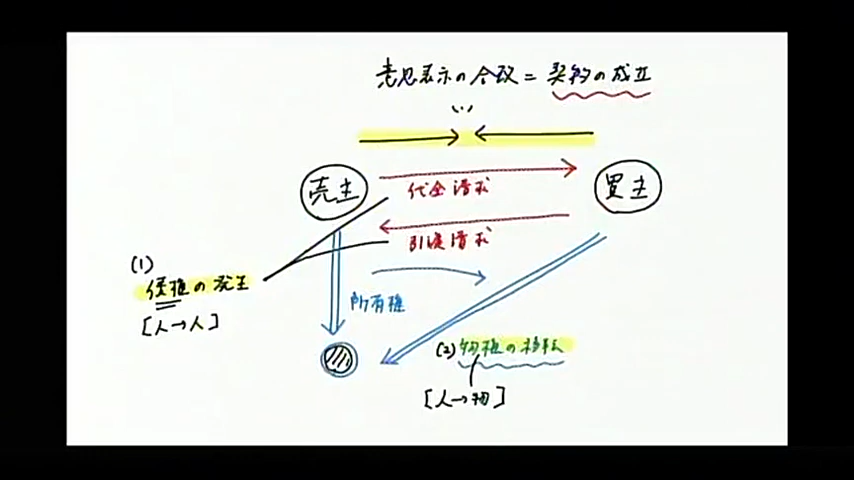 意思表示の合致 = 契約の成立
売主
代金請求
買主
引渡請求
(1)
債権の発生
[人→人]
所有権
(2) 物権の移転
[人→物]